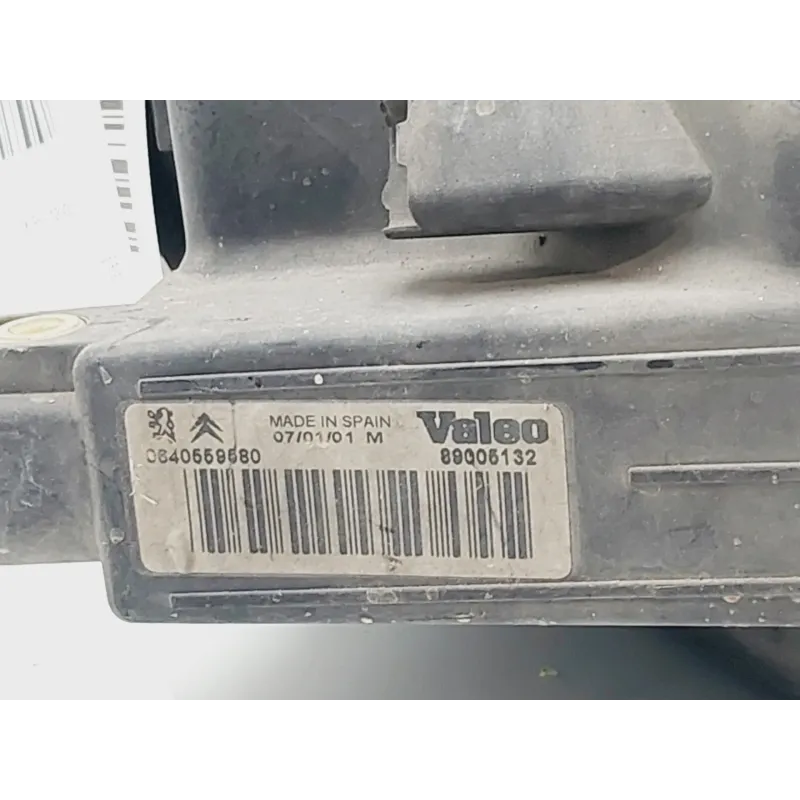 MADE IN SPAIN Valeo
07/01/01 M
0640559580 89005132